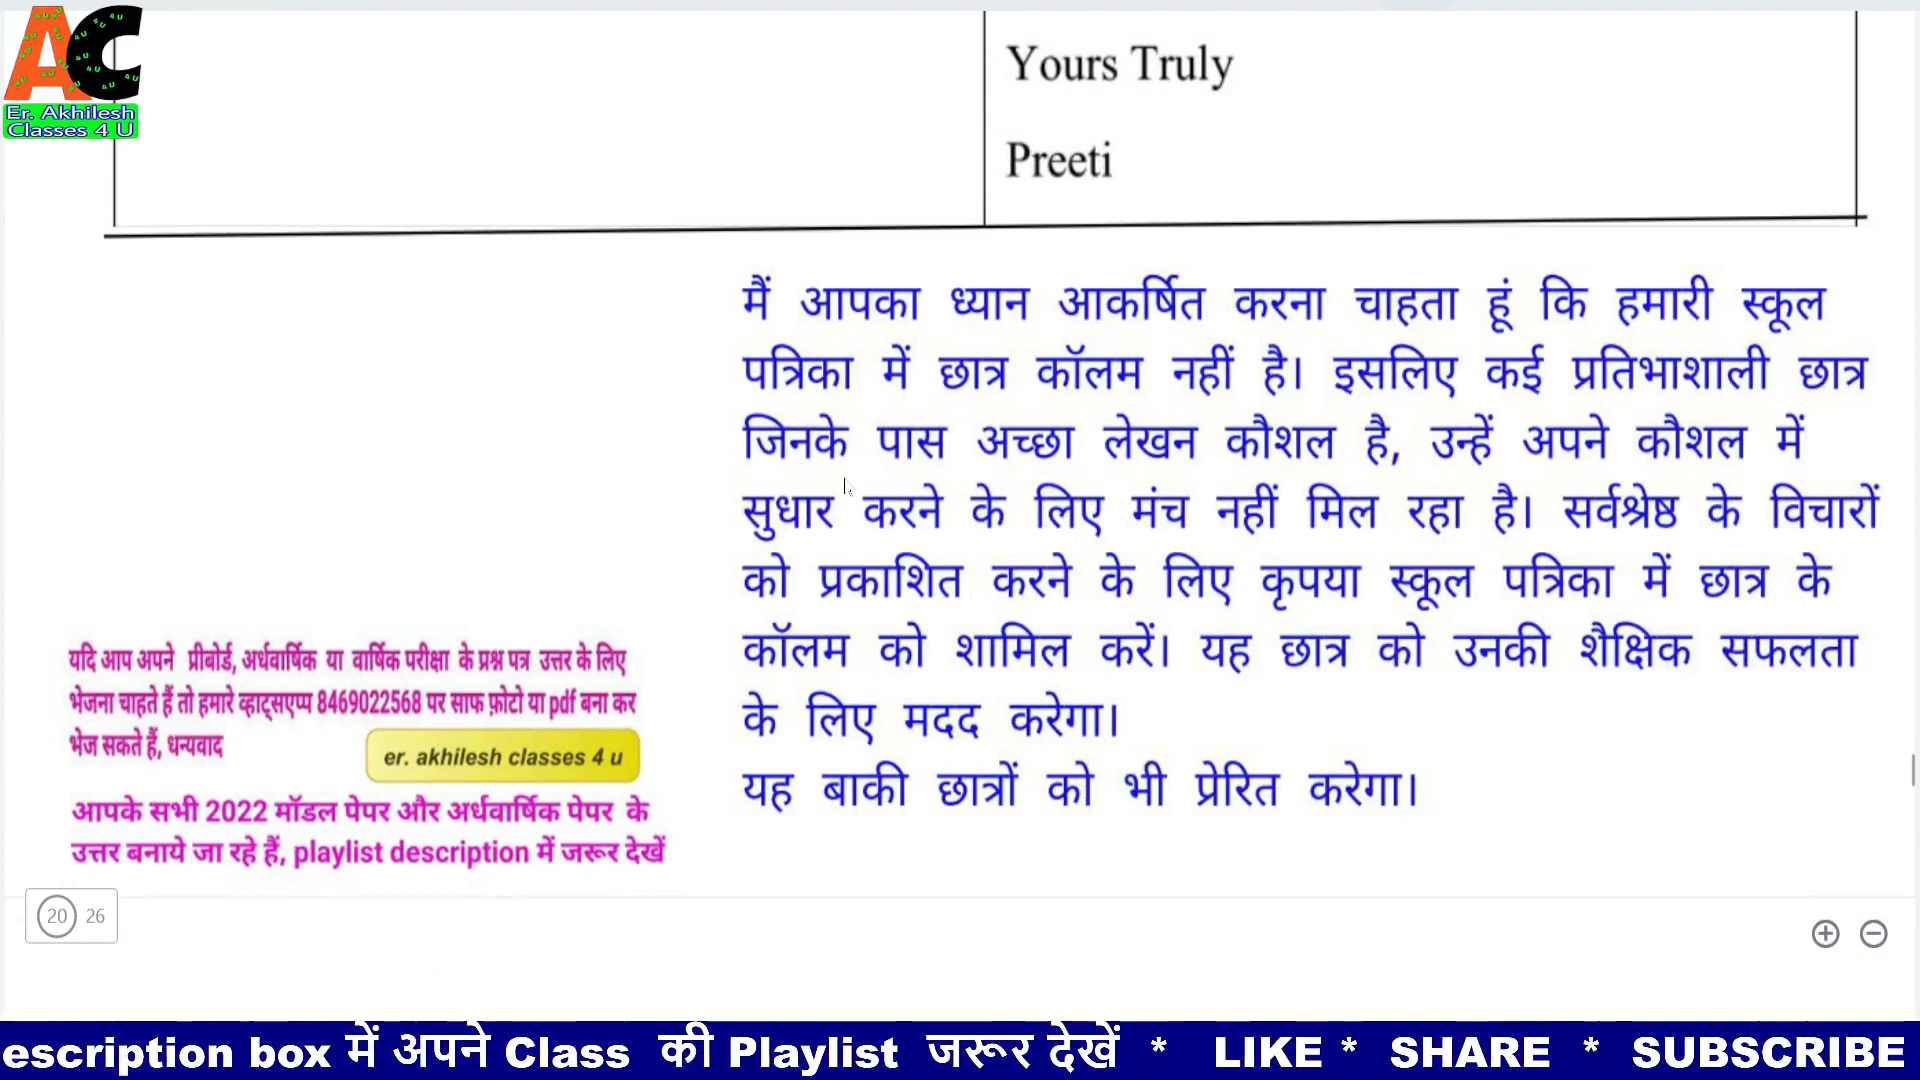 AC
Er. Akhilesh
Classes 4 U
Yours Truly
Preeti
मैं आपका ध्यान आकर्षित करना चाहता हूं कि हमारी स्कूल
पत्रिका में छात्र कॉलम नहीं है। इसलिए कई प्रतिभाशाली छात्र
जिनके पास अच्छा लेखन कौशल है, उन्हें अपने कौशल में
सुधार करने के लिए मंच नहीं मिल रहा है। सर्वश्रेष्ठ के विचारों
को प्रकाशित करने के लिए कृपया स्कूल पत्रिका में छात्र के
कॉलम को शामिल करें। यह छात्र को उनकी शैक्षिक सफलता
के लिए मदद करेगा।
यह बाकी छात्रों को भी प्रेरित करेगा।
यदि आप अपने प्रीबोर्ड, अर्धवार्षिक या वार्षिक परीक्षा के प्रश्न पत्र उत्तर के लिए
भेजना चाहते हैं तो हमारे व्हाट्सएप्प 8469022568 पर साफ फ़ोटो या pdf बना कर
भेज सकते हैं, धन्यवाद
er. akhilesh classes 4 u
आपके सभी 2022 मॉडल पेपर और अर्धवार्षिक पेपर के
उत्तर बनाये जा रहे हैं, playlist description में जरूर देखें
20 26
escription box में अपने Class की Playlist जरूर देखें * LIKE * SHARE * SUBSCRIBE